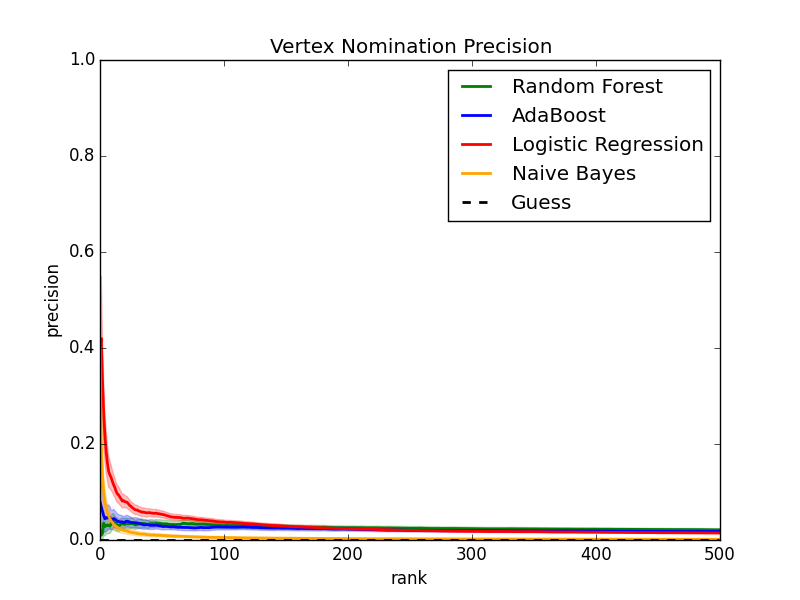 Vertex Nomination Precision
1.0
0.8
0.6
0.4
0.2
0.0
precision
Random Forest
AdaBoost
Logistic Regression
Naive Bayes
Guess
0 100 200 300 400 500
rank